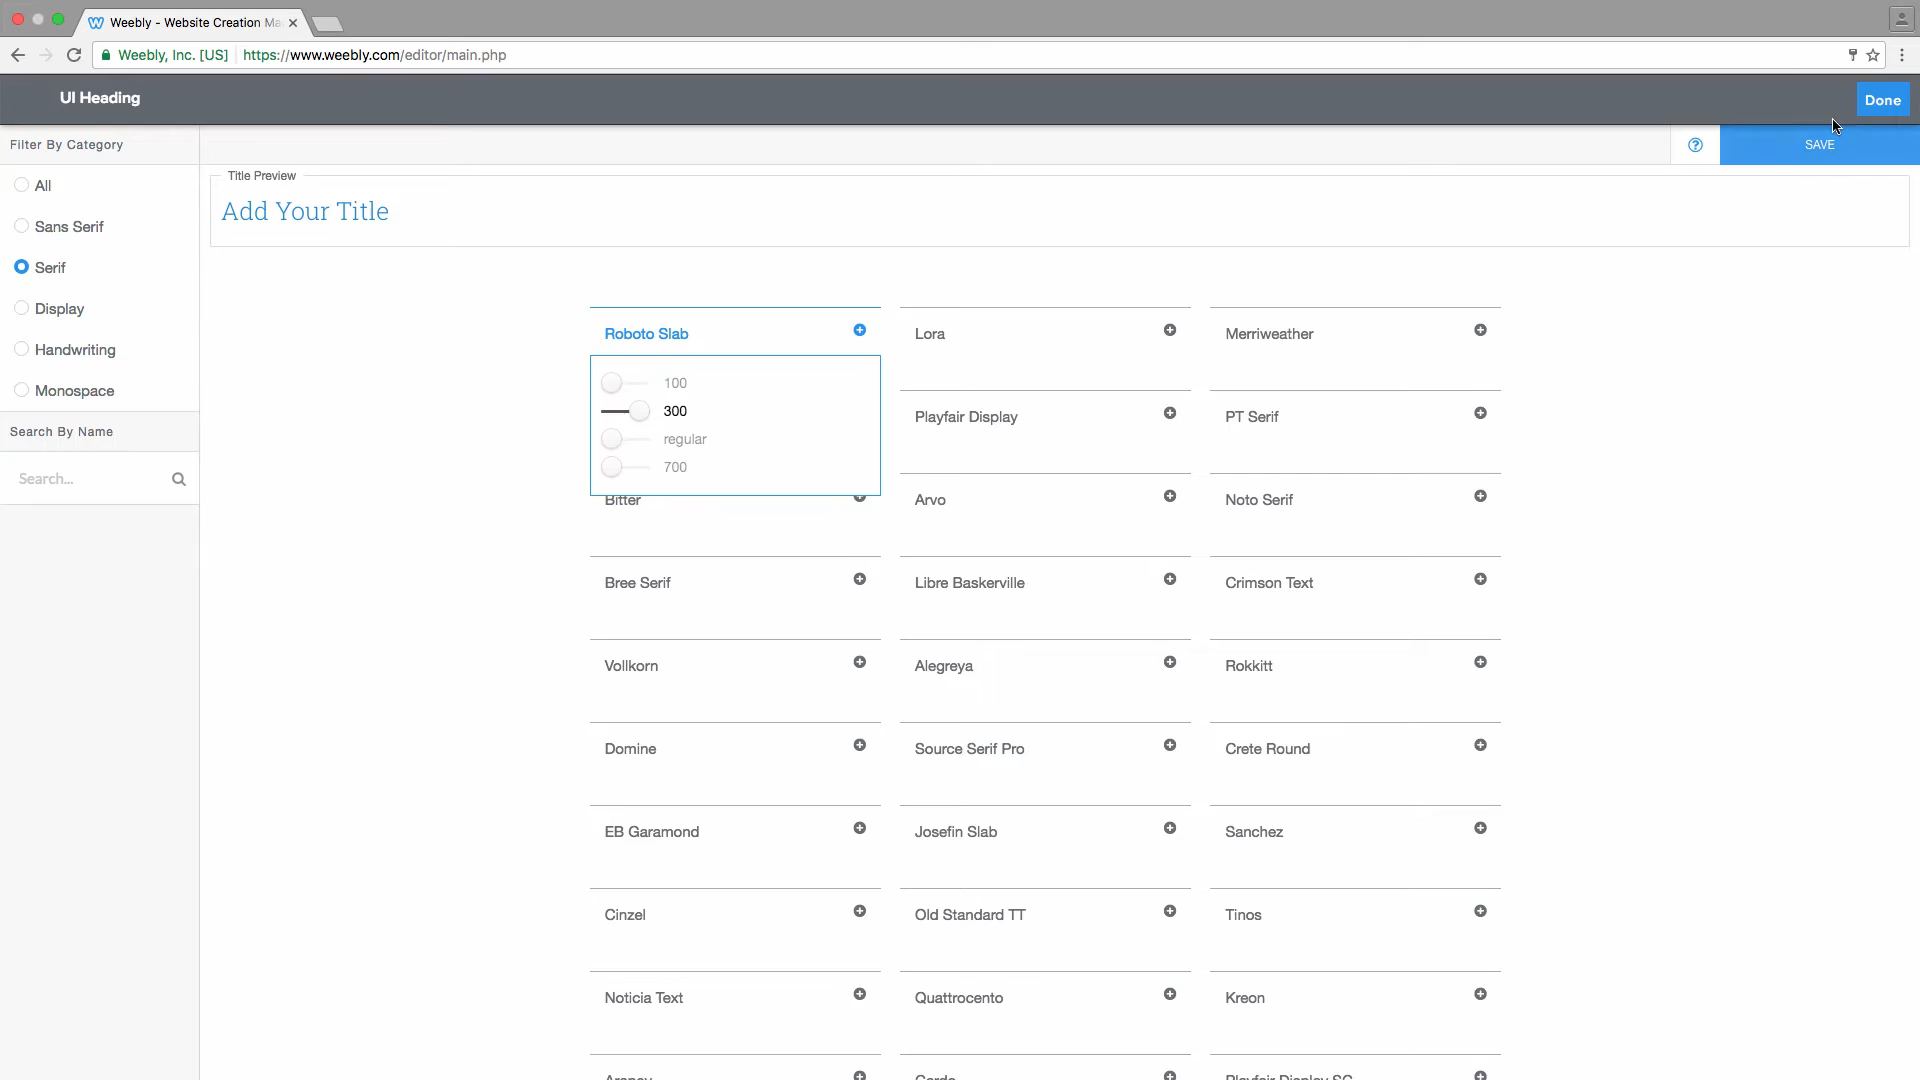 Weebly - Website Creation Ma
Weebly, Inc. [US] https://www.weebly.com/editor/main.php
UI Heading
Done
Filter By Category
SAVE
All
Sans Serif
Serif
Display
Handwriting
Monospace
Search By Name
Search...
Title Preview
Add Your Title
Roboto Slab
Lora
Merriweather
100
300
regular
700
Playfair Display
PT Serif
Bitter
Arvo
Noto Serif
Bree Serif
Libre Baskerville
Crimson Text
Vollkorn
Alegreya
Rokkitt
Domine
Source Serif Pro
Crete Round
EB Garamond
Josefin Slab
Sanchez
Cinzel
Old Standard TT
Tinos
Noticia Text
Quattrocento
Kreon
Playfair Display SC